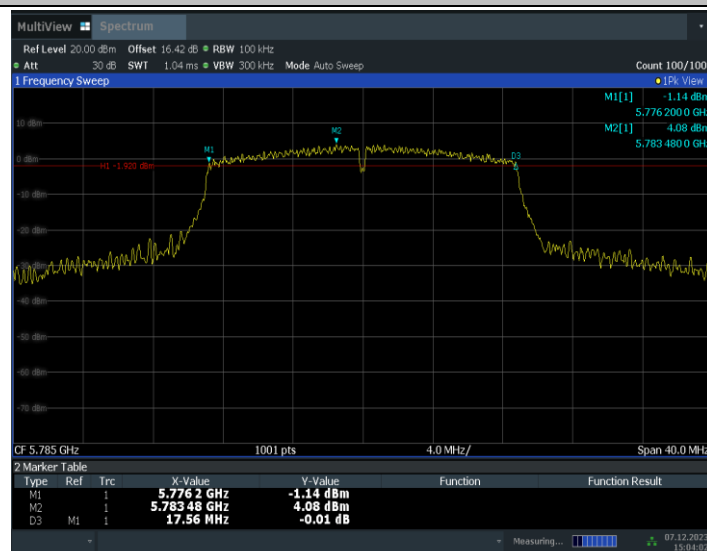 MultiView Spectrum
Ref Level 20.00 dBm Offset 16.42 dB RBW 100 kHz
Att 30 dB SWT 1.04 ms VBW 300 kHz Mode Auto Sweep Count 100/100
1 Frequency Sweep 1Pk View
M1[1] -1.14 dBm
5.776 200 0 GHz
M2[1] 4.08 dBm
5.783 480 0 GHz
10 dBm
M2
M1
0 dBm
D3
H1 -1.920 dBm
-10 dBm
-20 dBm
-40 dBm
-50 dBm
-60 dBm
-70 dBm
CF 5.785 GHz 1001 pts 4.0 MHz/ Span 40.0 MHz
2 Marker Table
Type Ref Trc X-Value Y-Value Function Function Result
M1 1 5.776 2 GHz -1.14 dBm
M2 1 5.783 48 GHz 4.08 dBm
D3 M1 1 17.56 MHz -0.01 dB
Measuring... 07.12.2023
15:04:02